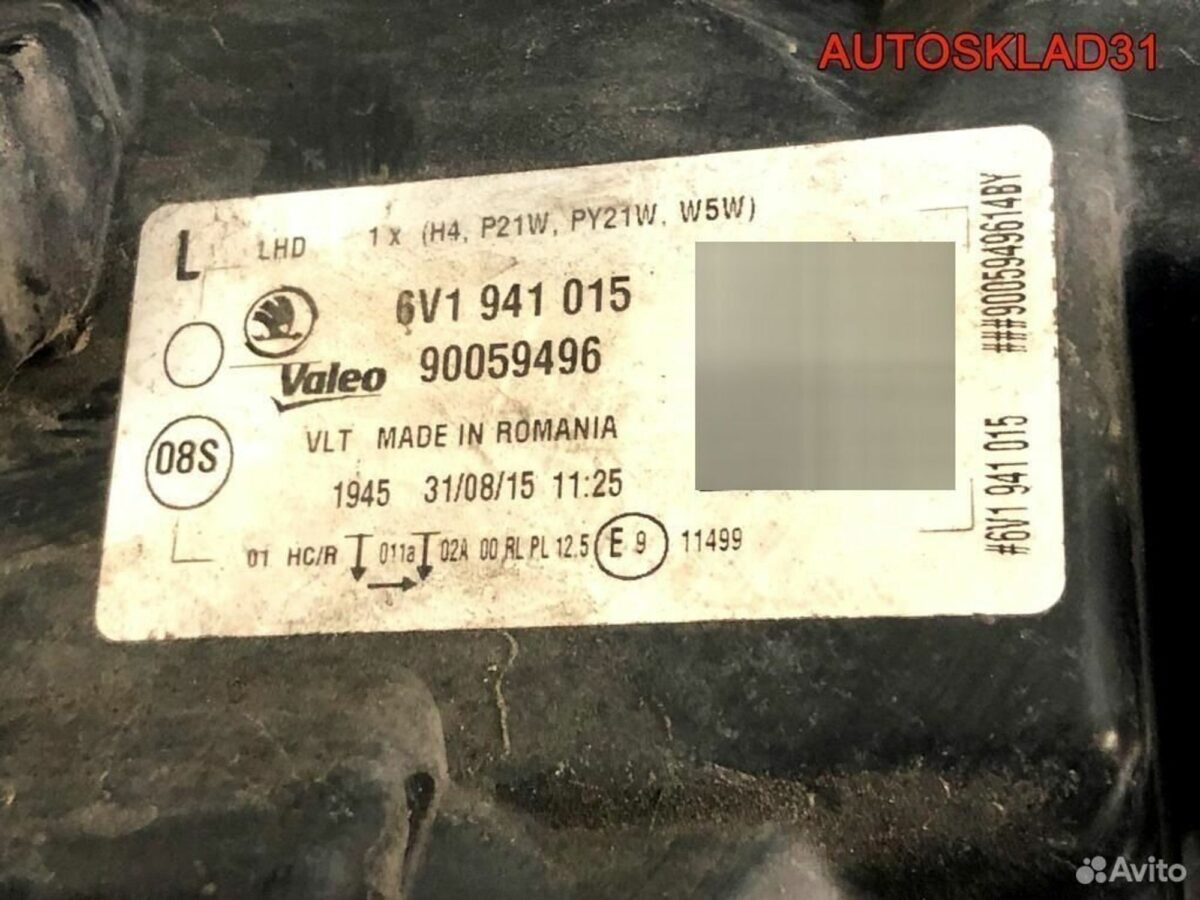 AUTOSKLAD31
L LHD 1 x (H4, P21W, PY21W, W5W)
6V1 941 015
Valeo 90059496
08S
VLT MADE IN ROMANIA
1945 31/08/15 11:25
01 HC/R 011a 02A 00 RL PL 12.5 E 9 11499
###9005949614BY
#6V1 941 015
Avito